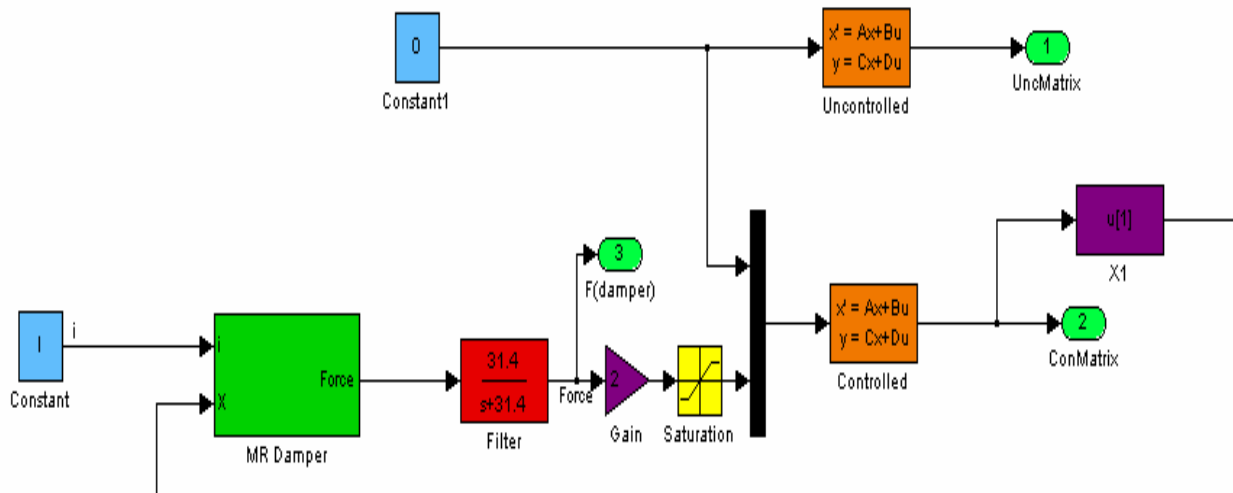 0
Constant1
x' = Ax+Bu
y = Cx+Du
Uncontrolled
1
UncMatrix
u[1]
X1
3
F(damper)
I
Constant
i
i
X
Force
MR Damper
31.4
s+31.4
Filter
Force
2
Gain
Saturation
x' = Ax+Bu
y = Cx+Du
Controlled
2
ConMatrix